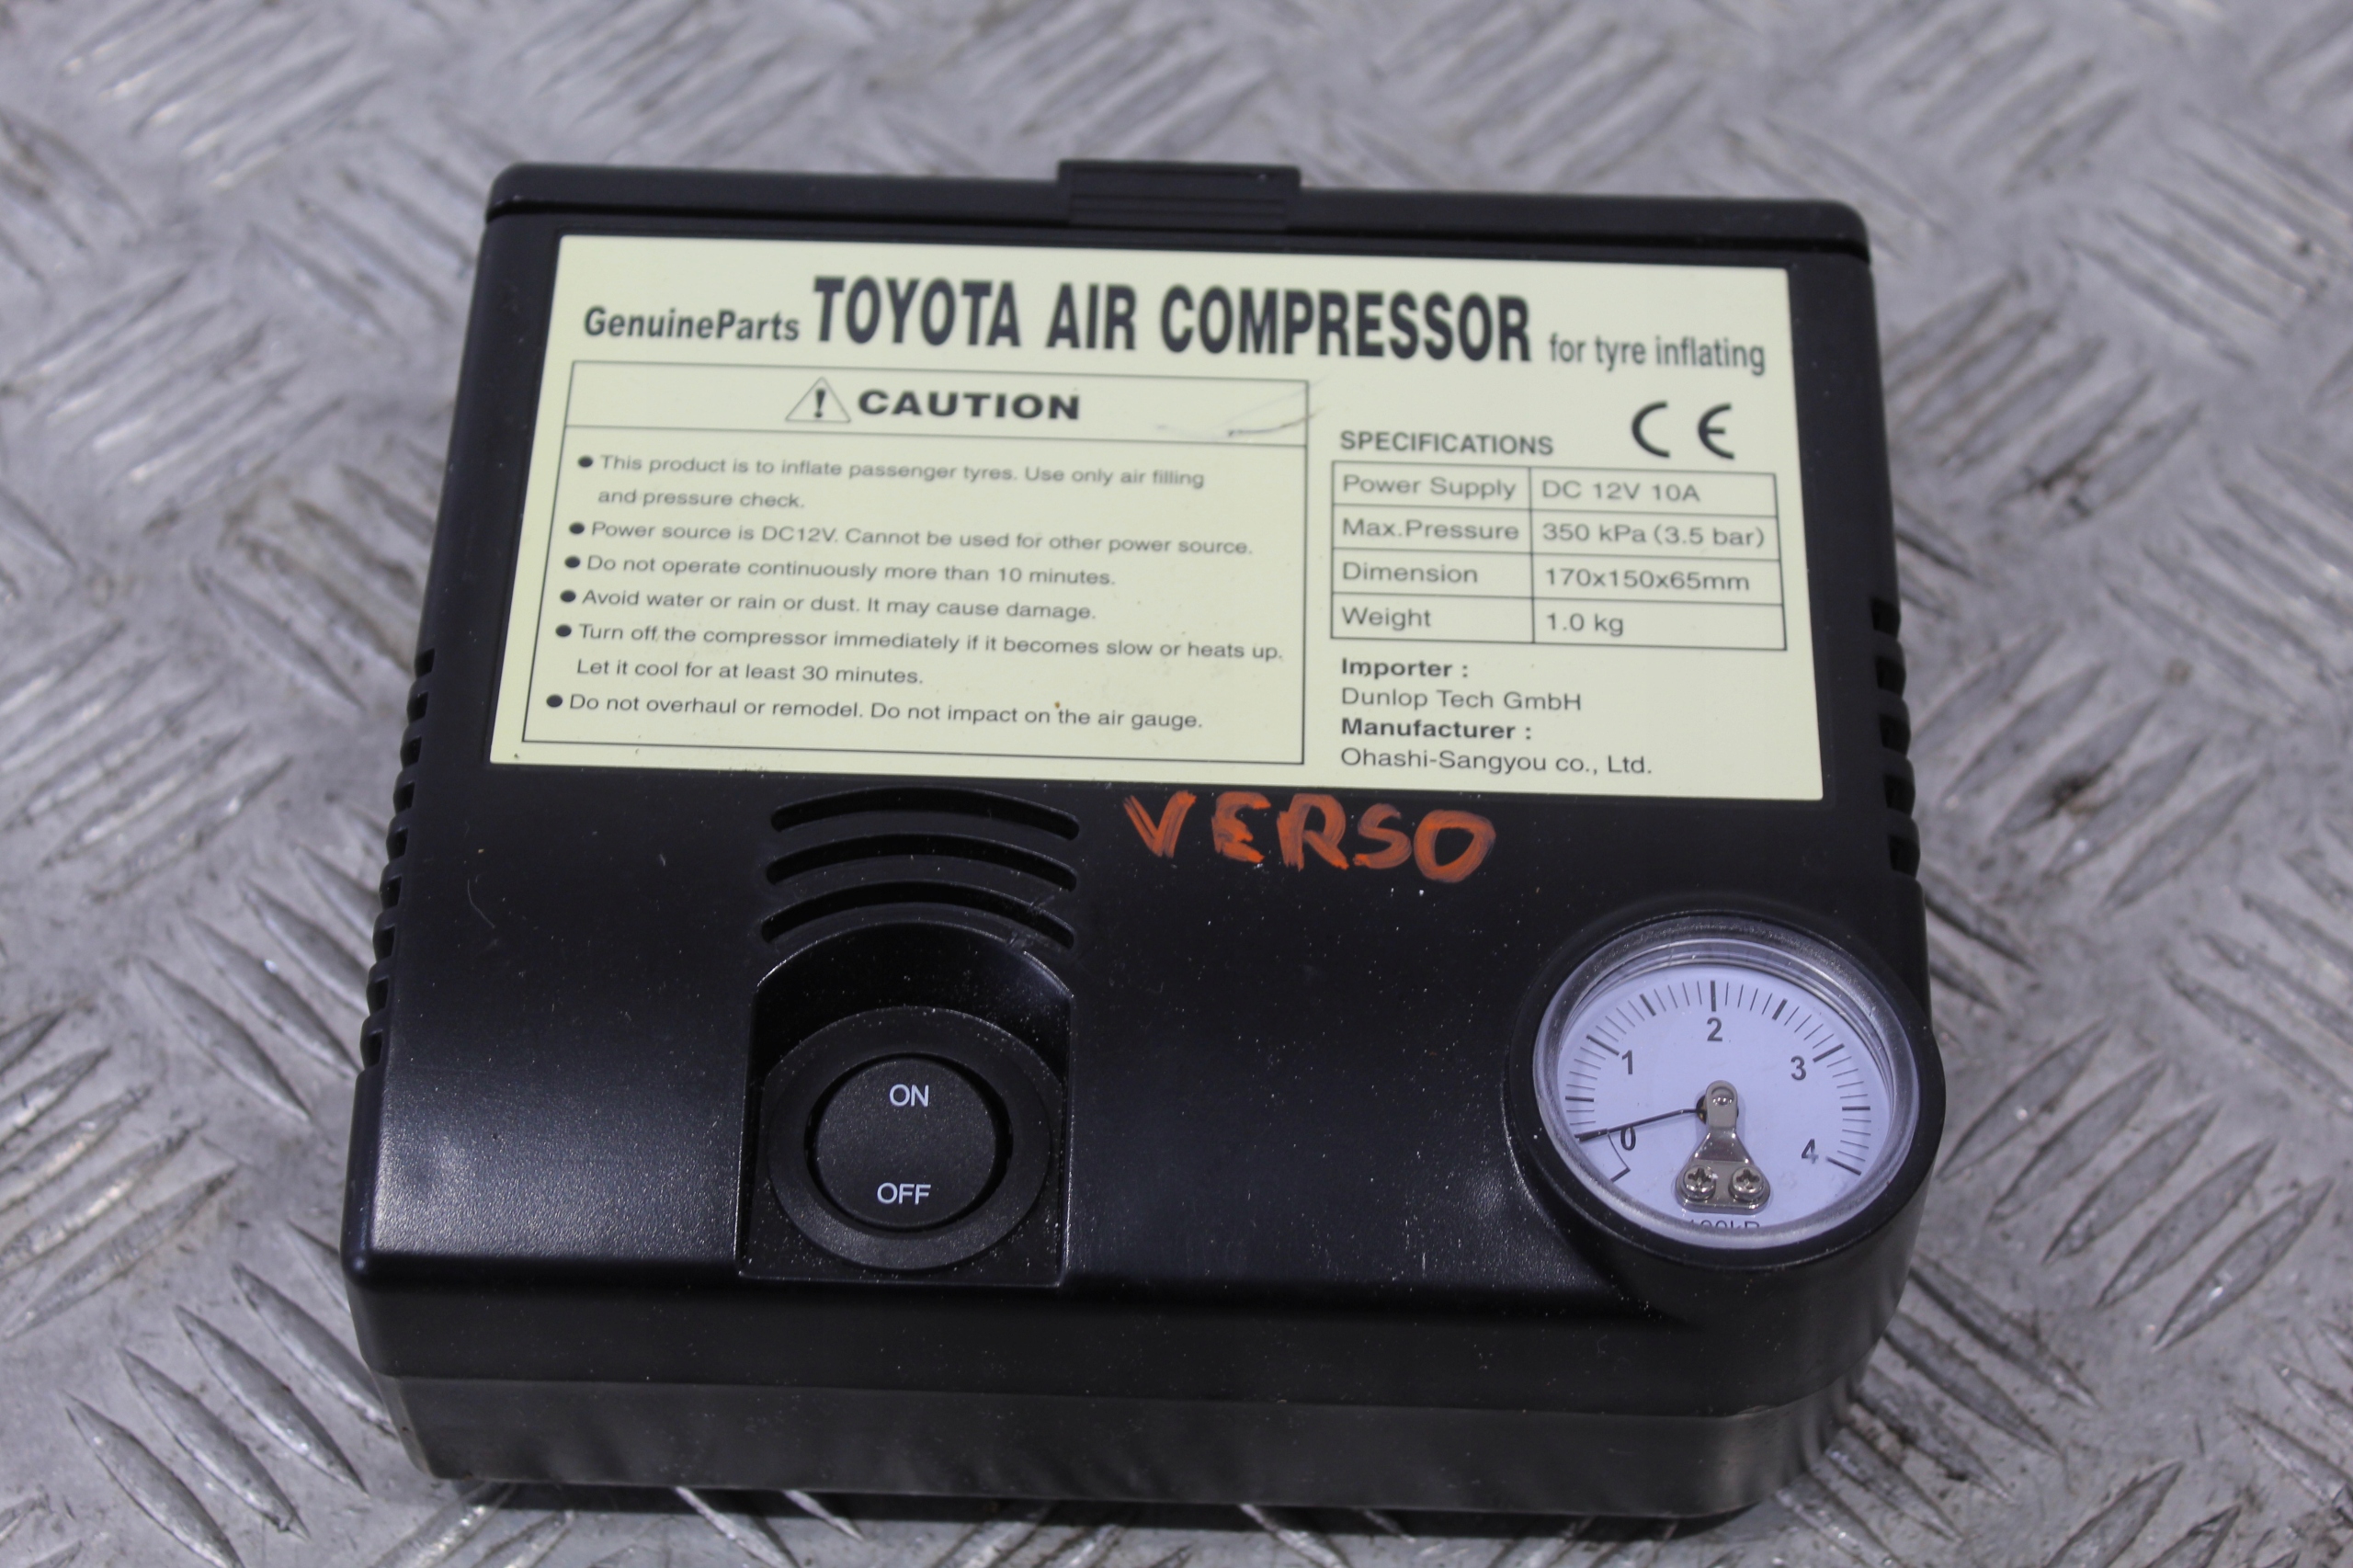 GenuineParts TOYOTA AIR COMPRESSOR for tyre inflating
! CAUTION
● This product is to inflate passenger tyres. Use only air filling
and pressure check.
● Power source is DC12V. Cannot be used for other power source.
● Do not operate continuously more than 10 minutes.
● Avoid water or rain or dust. It may cause damage.
● Turn off the compressor immediately if it becomes slow or heats up.
Let it cool for at least 30 minutes.
● Do not overhaul or remodel. Do not impact on the air gauge.
CE
SPECIFICATIONS
Power Supply DC 12V 10A
Max.Pressure 350 kPa (3.5 bar)
Dimension 170x150x65mm
Weight 1.0 kg
Importer :
Dunlop Tech GmbH
Manufacturer :
Ohashi-Sangyou co., Ltd.
VERSO
ON
OFF
0 1 2 3 4